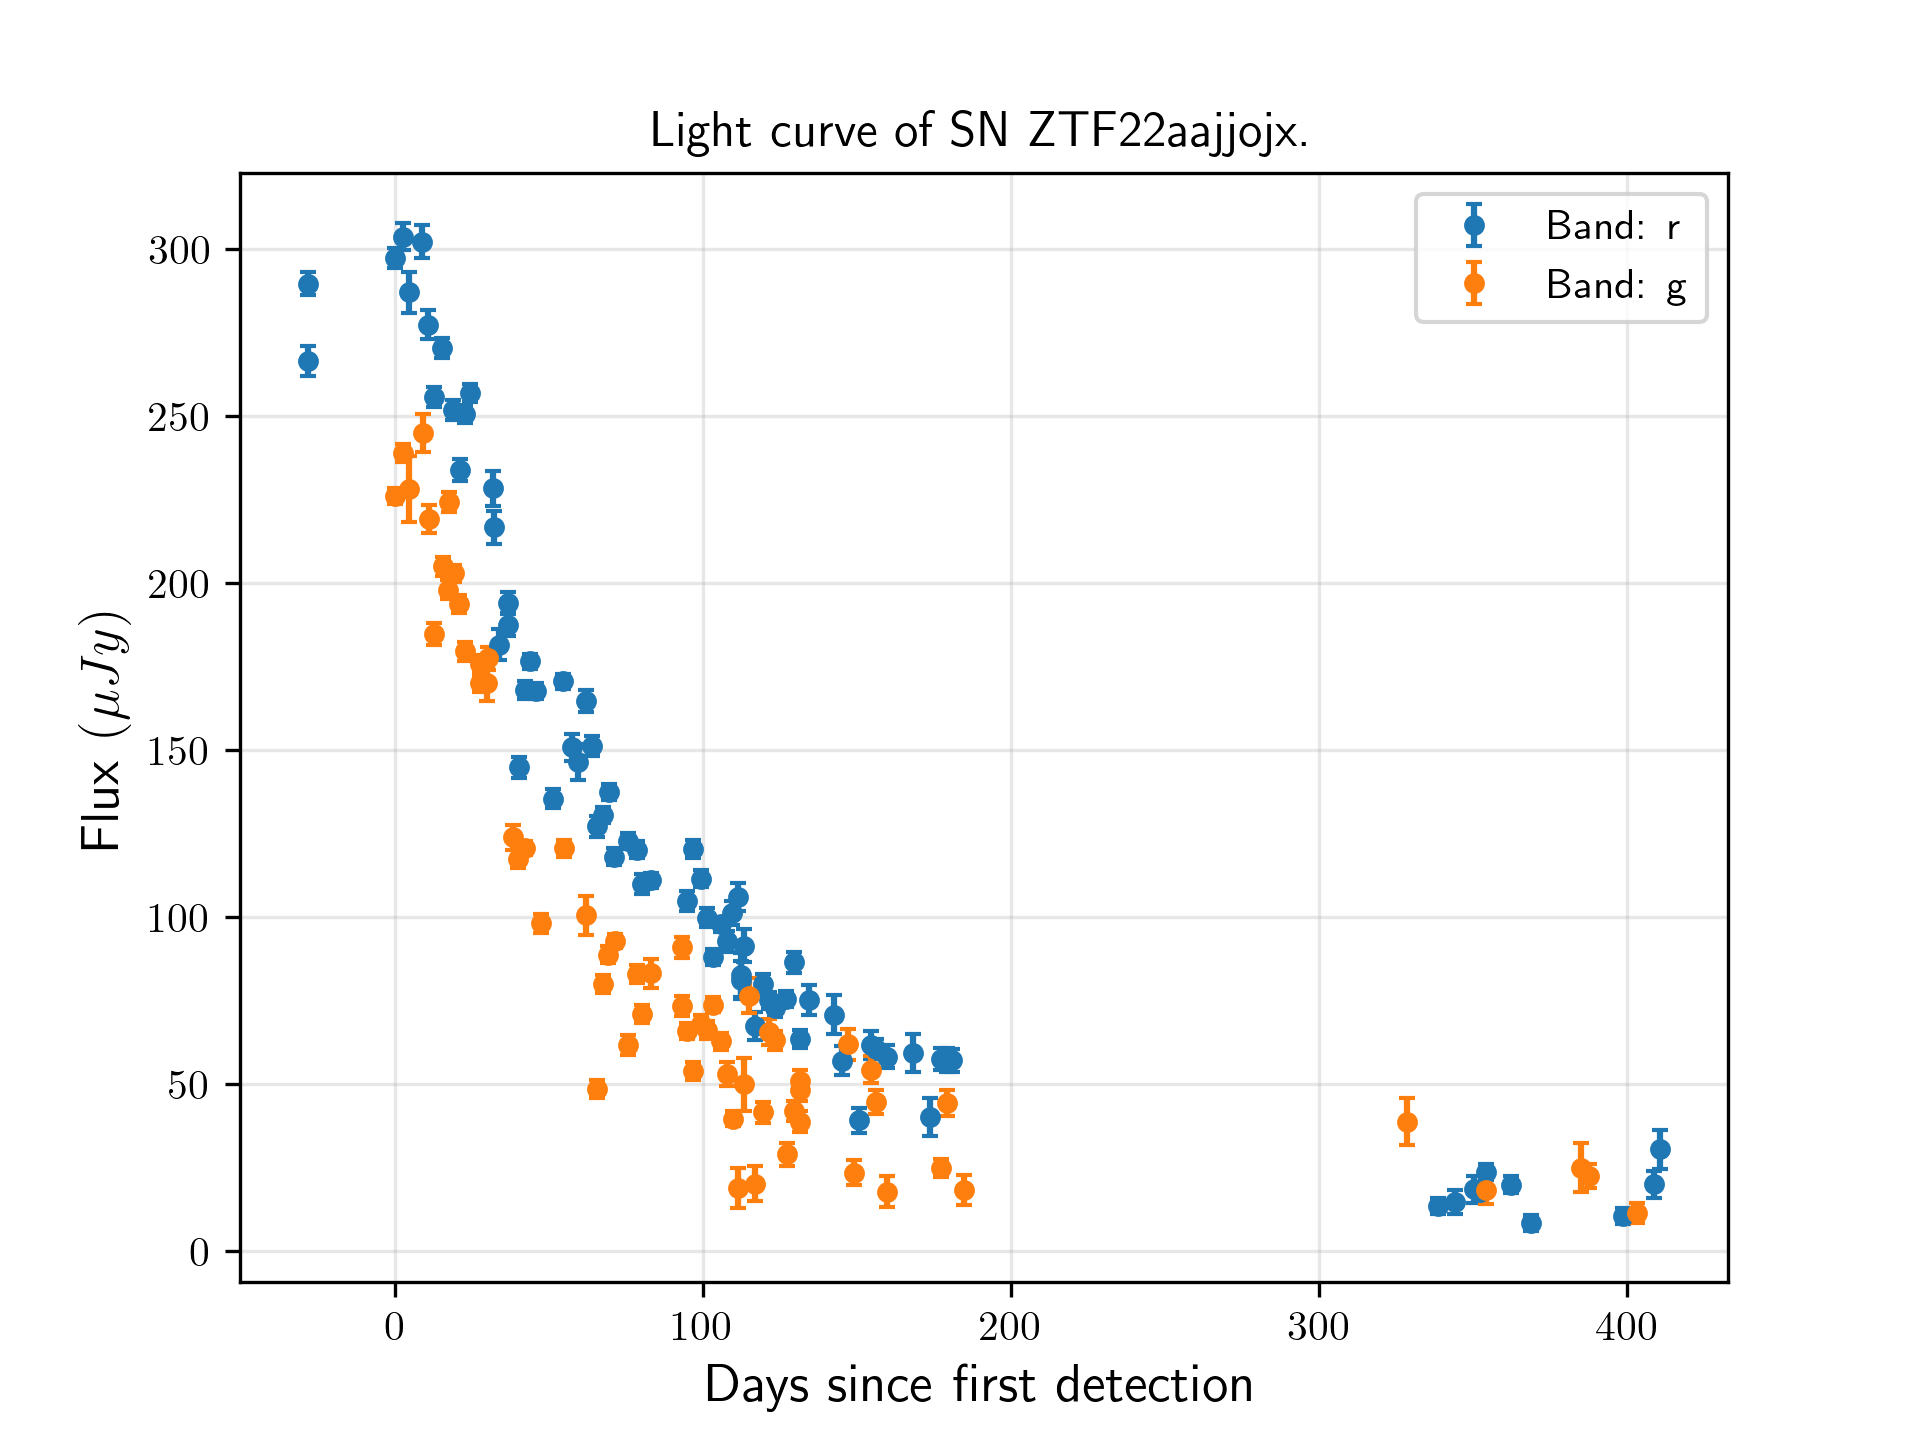 Light curve of SN ZTF22aajjojx.
Band: r
Band: g
Flux (μJy)
300
250
200
150
100
50
0
0 100 200 300 400
Days since first detection